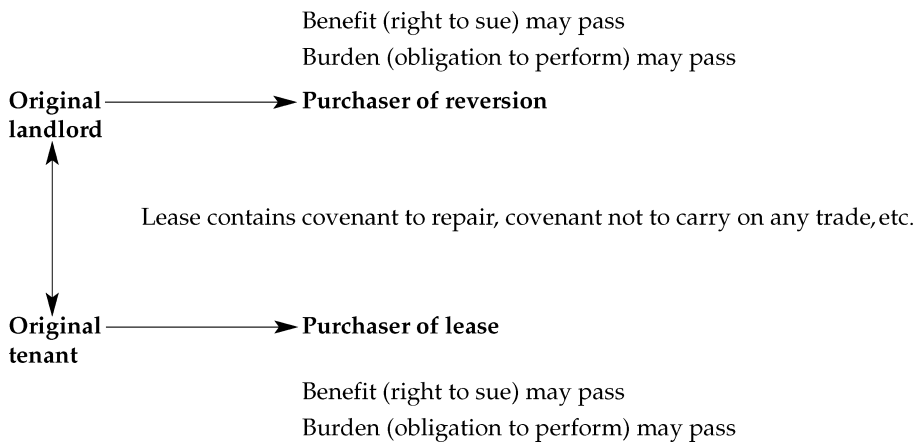 Benefit (right to sue) may pass
Burden (obligation to perform) may pass
Original
landlord
Purchaser of reversion
Lease contains covenant to repair, covenant not to carry on any trade, etc.
Original
tenant
Purchaser of lease
Benefit (right to sue) may pass
Burden (obligation to perform) may pass